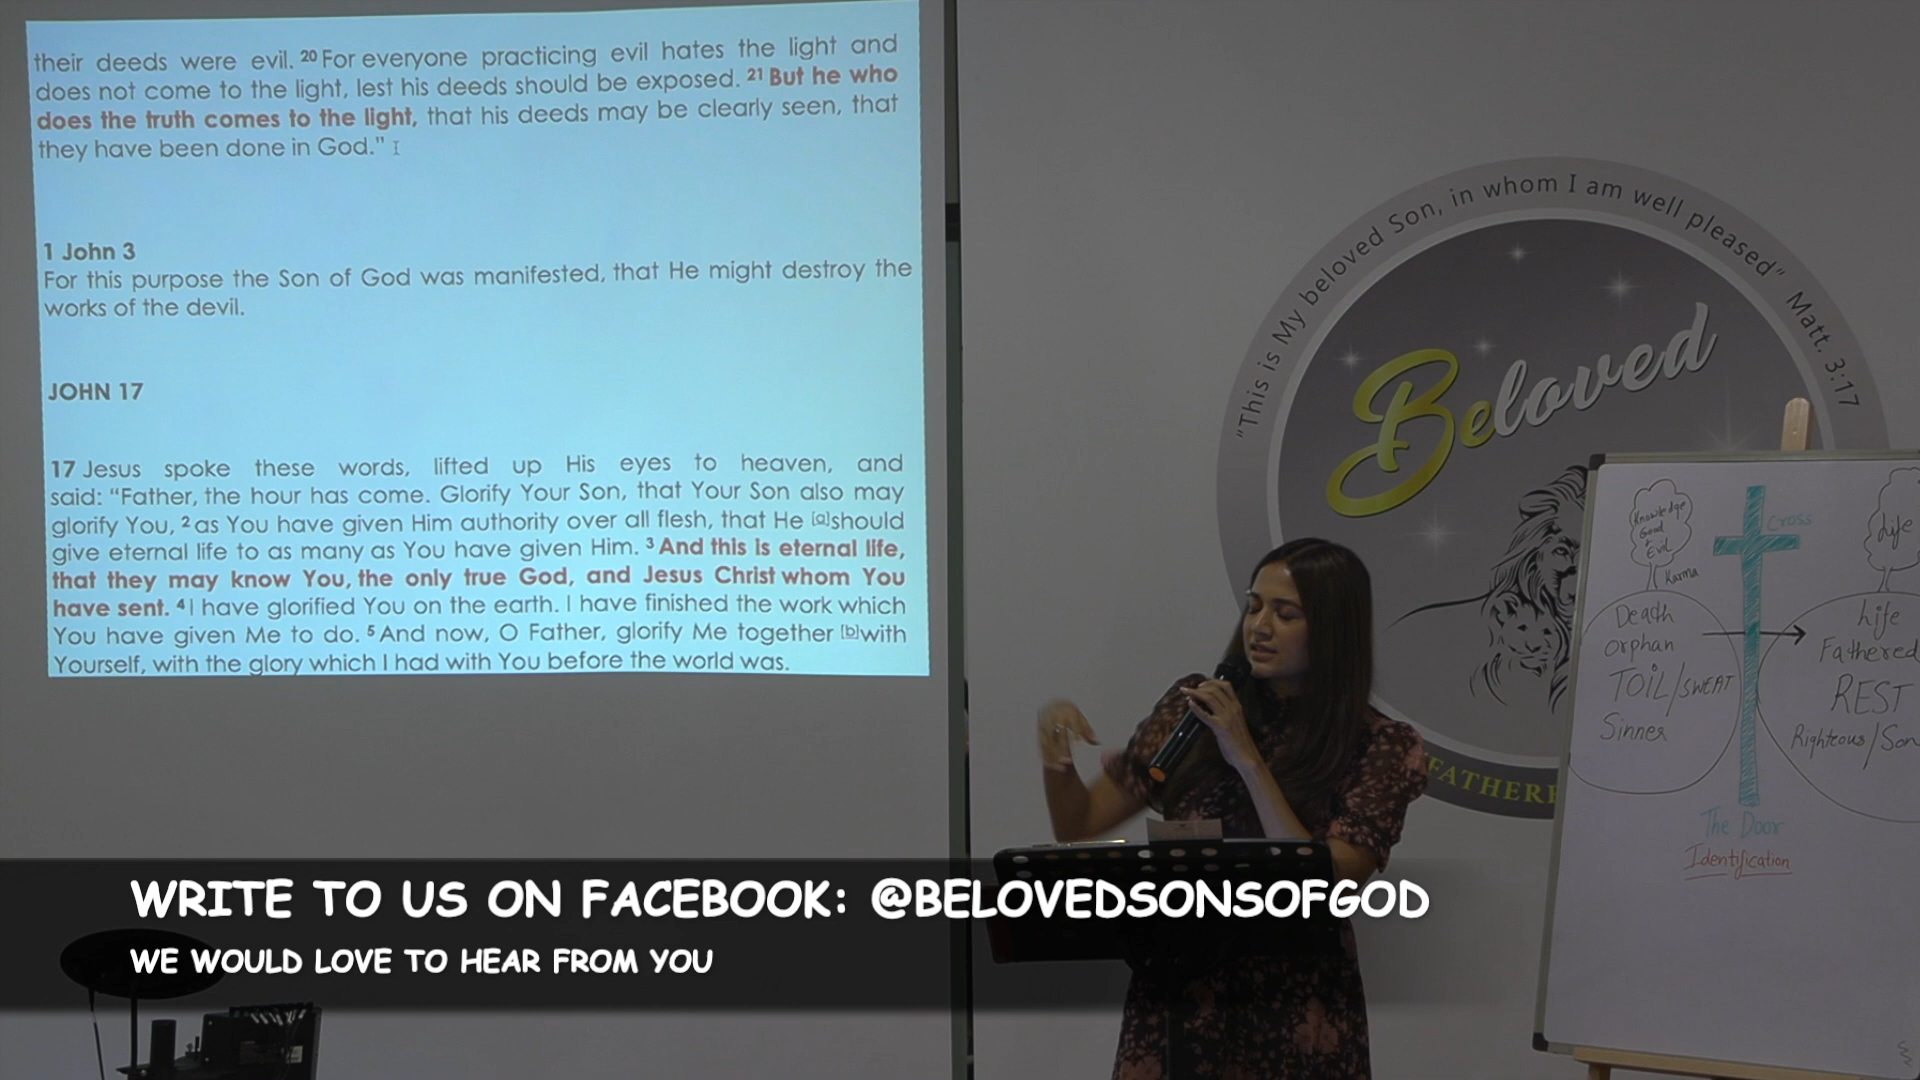 their deeds were evil. 20 For everyone practicing evil hates the light and
does not come to the light, lest his deeds should be exposed. 21 But he who
does the truth comes to the light, that his deeds may be clearly seen, that
they have been done in God."
1 John 3
For this purpose the Son of God was manifested, that He might destroy the
works of the devil.
JOHN 17
17 Jesus spoke these words, lifted up His eyes to heaven, and
said: “Father, the hour has come. Glorify Your Son, that Your Son also may
glorify You, 2 as You have given Him authority over all flesh, that He [a]should
give eternal life to as many as You have given Him. 3 And this is eternal life,
that they may know You, the only true God, and Jesus Christ whom You
have sent. 4 I have glorified You on the earth. I have finished the work which
You have given Me to do. 5 And now, O Father, glorify Me together [b]with
Yourself, with the glory which I had with You before the world was.
"This is My beloved Son, in whom I am well pleased" Matt. 3:17
Beloved
FATHERE
Knowledge
Good
+
Evil
Karma
Cross
Life
Death
Orphan
TOIL/SWEAT
Sinner
Life
Fathered
REST
Righteous/Son
The Door
Identification
WRITE TO US ON FACEBOOK: @BELOVEDSONSOFGOD
WE WOULD LOVE TO HEAR FROM YOU